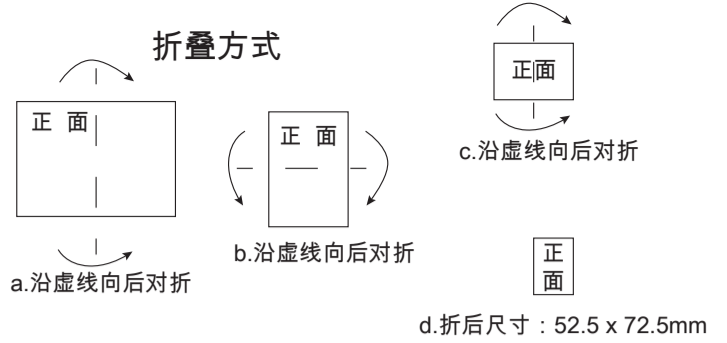 折叠方式
正 面
a.沿虚线向后对折
正 面
b.沿虚线向后对折
正面
c.沿虚线向后对折
正
面
d.折后尺寸：52.5 x 72.5mm